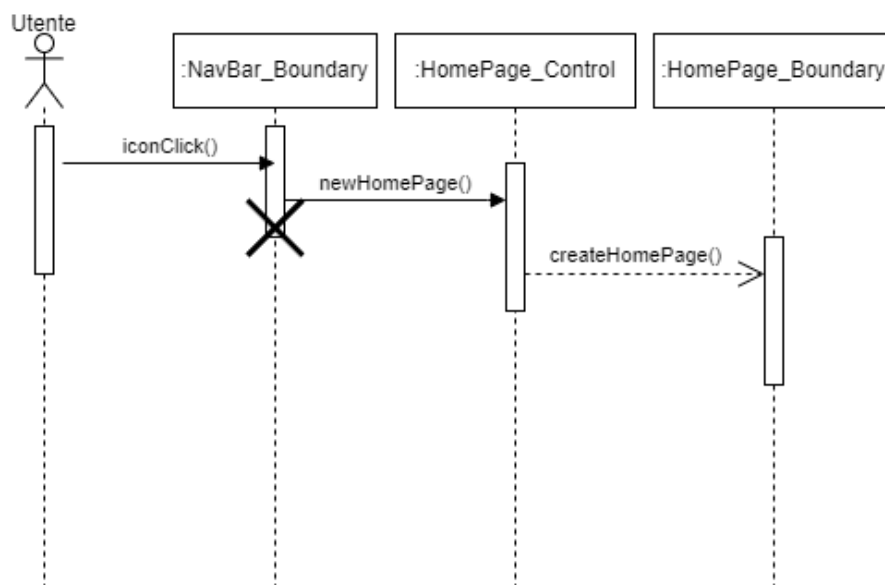 Utente
:NavBar_Boundary
:HomePage_Control
:HomePage_Boundary
iconClick()
newHomePage()
createHomePage()